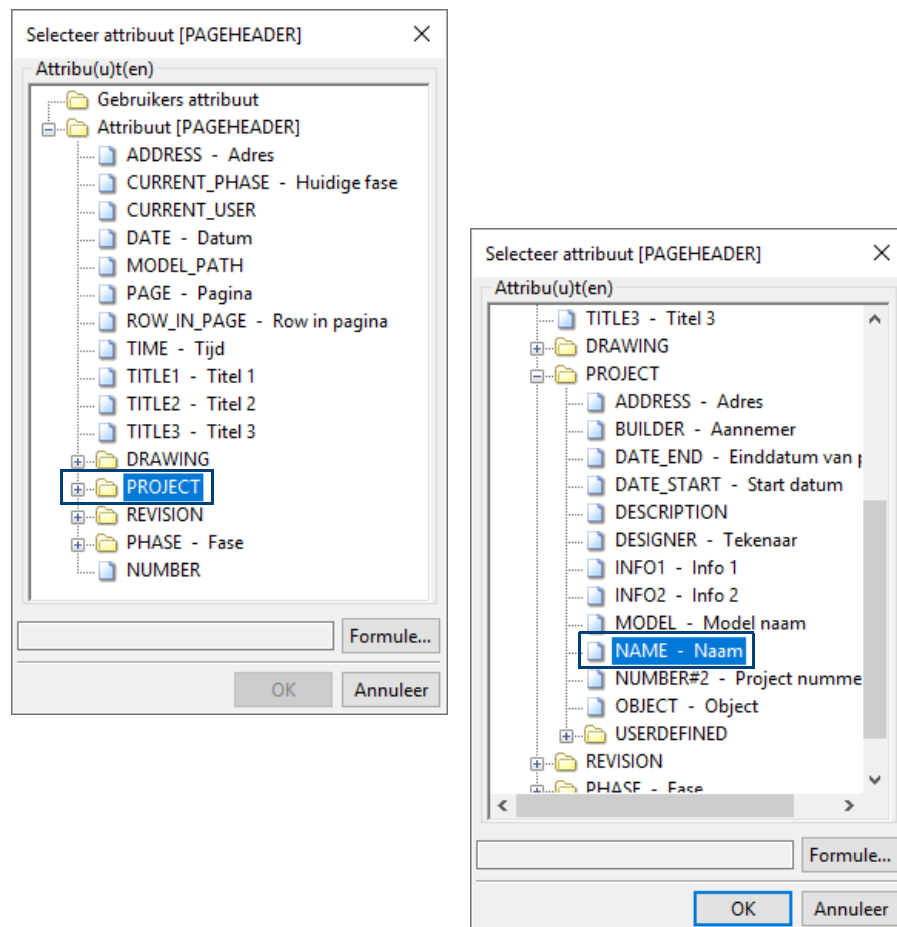 Selecteer attribuut [PAGEHEADER]
Attribu(u)t(en)
Gebruikers attribuut
Attribuut [PAGEHEADER]
ADDRESS - Adres
CURRENT_PHASE - Huidige fase
CURRENT_USER
DATE - Datum
MODEL_PATH
PAGE - Pagina
ROW_IN_PAGE - Row in pagina
TIME - Tijd
TITLE1 - Titel 1
TITLE2 - Titel 2
TITLE3 - Titel 3
DRAWING
PROJECT
REVISION
PHASE - Fase
NUMBER
Formule...
OK
Annuleer
Selecteer attribuut [PAGEHEADER]
Attribu(u)t(en)
TITLE3 - Titel 3
DRAWING
PROJECT
ADDRESS - Adres
BUILDER - Aannemer
DATE_END - Einddatum van
DATE_START - Start datum
DESCRIPTION
DESIGNER - Tekenaar
INFO1 - Info 1
INFO2 - Info 2
MODEL - Model naam
NAME - Naam
NUMBER#2 - Project numme
OBJECT - Object
USERDEFINED
REVISION
PHASE - Fase
Formule...
OK
Annuleer